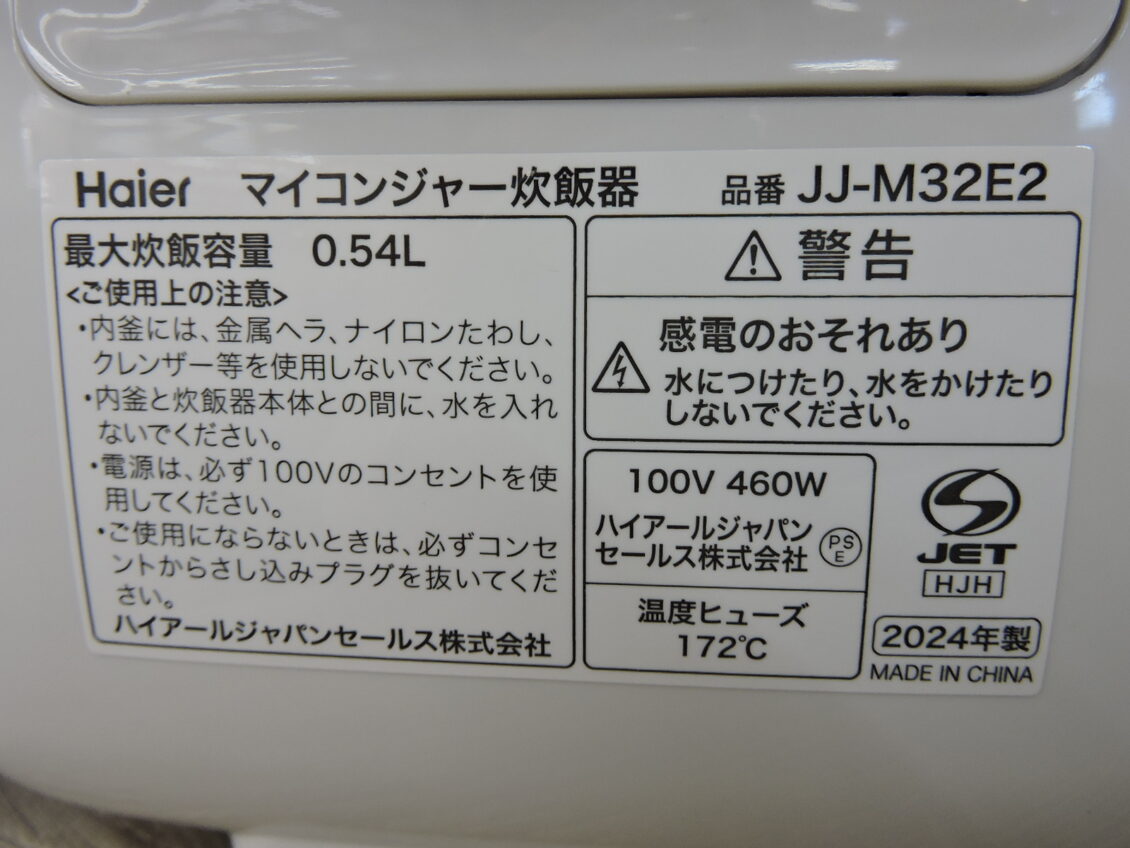 Haier マイコンジャー炊飯器 品番 JJ-M32E2
最大炊飯容量 0.54L
<ご使用上の注意>
・内釜には、金属ヘラ、ナイロンたわし、
クレンザー等を使用しないでください。
・内釜と炊飯器本体との間に、水を入れ
ないでください。
・電源は、必ず100Vのコンセントを使
用してください。
・ご使用にならないときは、必ずコンセ
ントからさし込みプラグを抜いてくだ
さい。
ハイアールジャパンセールス株式会社
警告
感電のおそれあり
水につけたり、水をかけたり
しないでください。
100V 460W
ハイアールジャパン
セールス株式会社
PS
E
温度ヒューズ
172℃
JET
HJH
2024年製
MADE IN CHINA